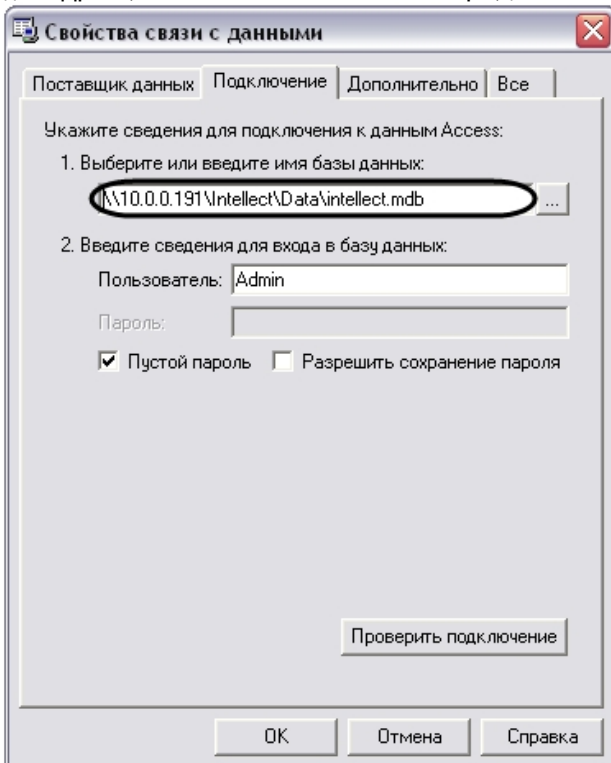 Свойства связи с данными
Поставщик данных Подключение Дополнительно Все
Укажите сведения для подключения к данным Access:
1. Выберите или введите имя базы данных:
\\10.0.0.191\Intellect\Data\intellect.mdb ...
2. Введите сведения для входа в базу данных:
Пользователь: Admin
Пароль:
Пустой пароль Разрешить сохранение пароля
Проверить подключение
ОК Отмена Справка